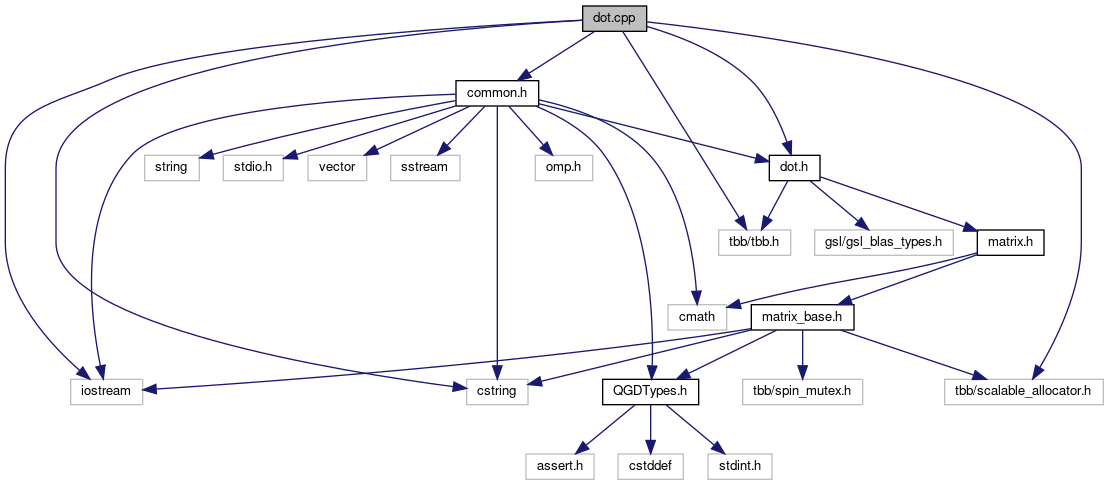 dot.cpp
common.h
string
stdio.h
vector
sstream
omp.h
dot.h
tbb/tbb.h
gsl/gsl_blas_types.h
matrix.h
cmath
matrix_base.h
iostream
cstring
QGDTypes.h
tbb/spin_mutex.h
tbb/scalable_allocator.h
assert.h
cstddef
stdint.h